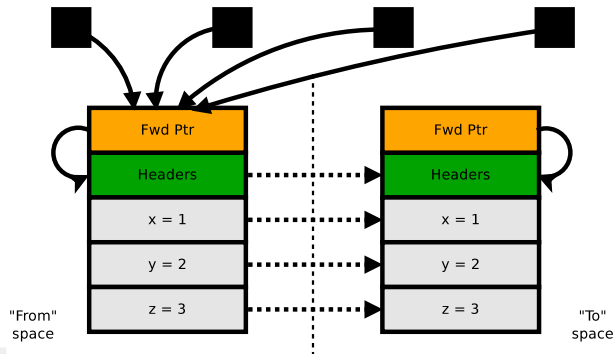 Fwd Ptr
Fwd Ptr
Headers
Headers
x = 1
x = 1
y = 2
y = 2
z = 3
z = 3
"From"
space
"To"
space